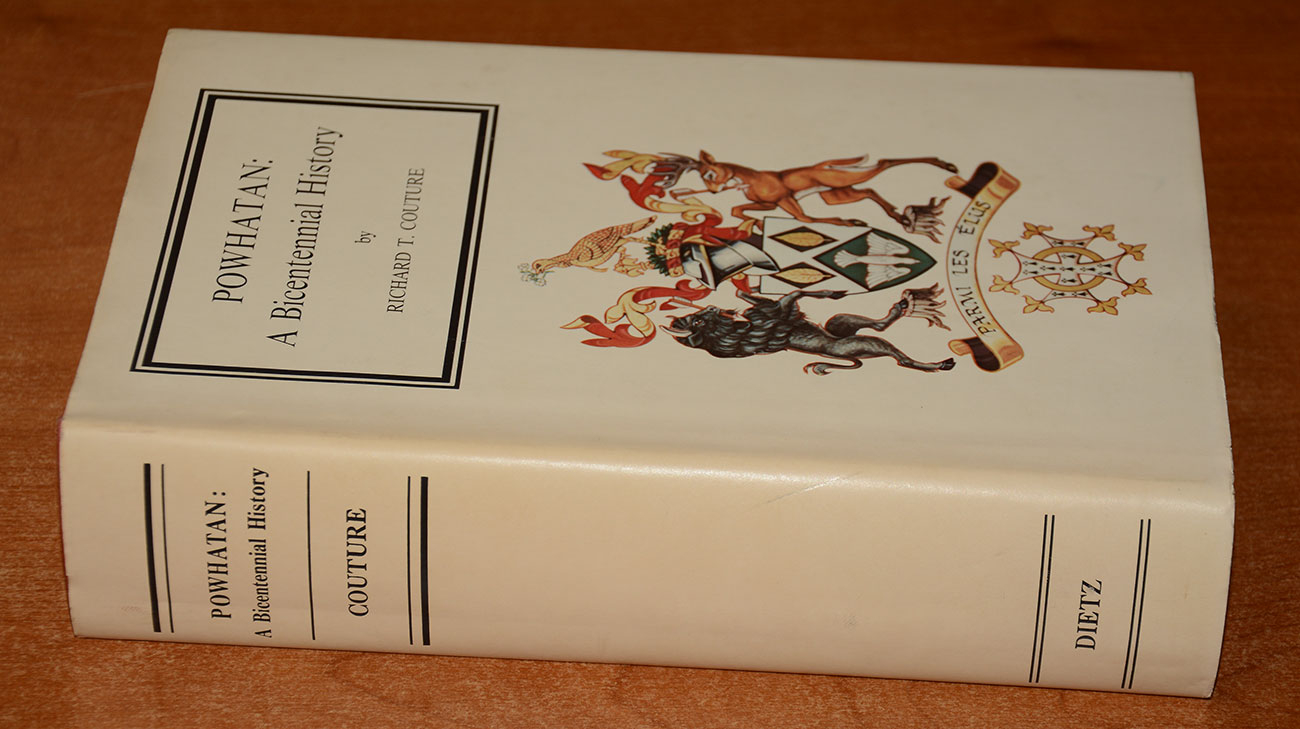 POWHATAN:
A Bicentennial History
by
RICHARD T. COUTURE
PARMI LES ÉLUS
POWHATAN:
A Bicentennial History
COUTURE
DIETZ